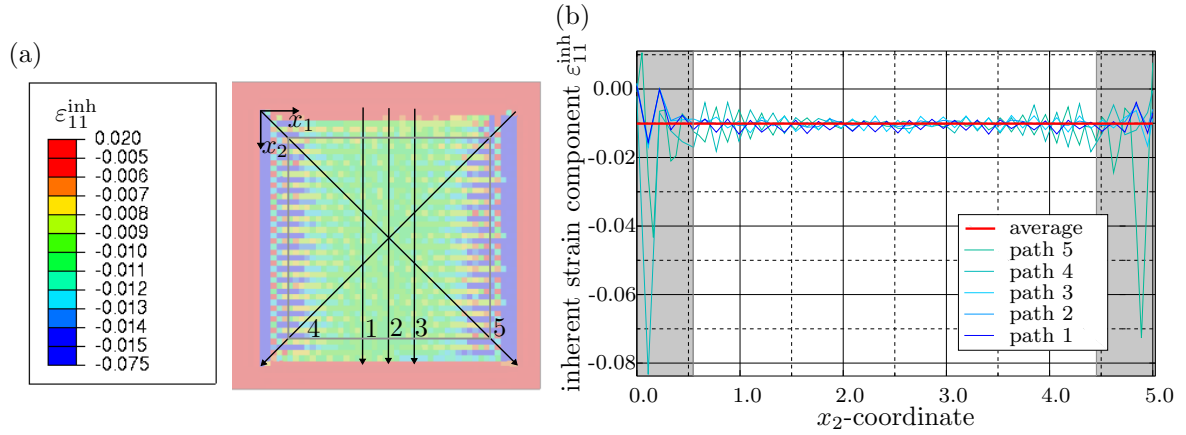 (a)
ε₁₁ⁱⁿʰ
0.020
-0.005
-0.006
-0.007
-0.008
-0.009
-0.010
-0.011
-0.012
-0.013
-0.014
-0.015
-0.075
x₁
x₂
4 1 2 3 5
(b)
inherent strain component ε₁₁ⁱⁿʰ
0.00
-0.02
-0.04
-0.06
-0.08
average
path 5
path 4
path 3
path 2
path 1
0.0 1.0 2.0 3.0 4.0 5.0
x₂-coordinate